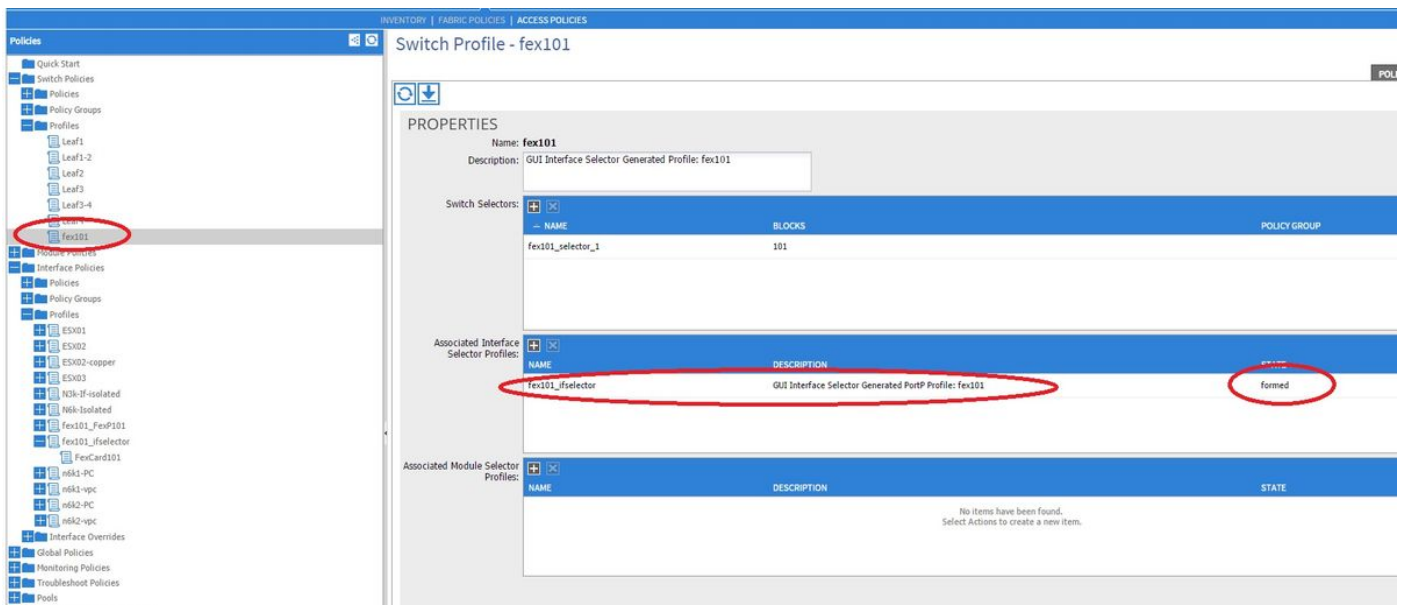 INVENTORY | FABRIC POLICIES | ACCESS POLICIES
Policies
Quick Start
Switch Policies
Policies
Policy Groups
Profiles
Leaf1
Leaf1-2
Leaf2
Leaf3
Leaf3-4
fex101
Module Policies
Interface Policies
Policies
Policy Groups
Profiles
ESX01
ESX02
ESX02-copper
ESX03
N3k-If-isolated
N6k-Isolated
fex101_FexP101
fex101_ifselector
FexCard101
n6k1-PC
n6k1-vpc
n6k2-PC
n6k2-vpc
Interface Overrides
Global Policies
Monitoring Policies
Troubleshoot Policies
Pools
Switch Profile - fex101
POLI
PROPERTIES
Name: fex101
Description: GUI Interface Selector Generated Profile: fex101
Switch Selectors:
NAME BLOCKS POLICY GROUP
fex101_selector_1 101
Associated Interface
Selector Profiles:
NAME DESCRIPTION STATE
fex101_ifselector GUI Interface Selector Generated PortP Profile: fex101 formed
Associated Module Selector
Profiles:
NAME DESCRIPTION STATE
No items have been found.
Select Actions to create a new item.